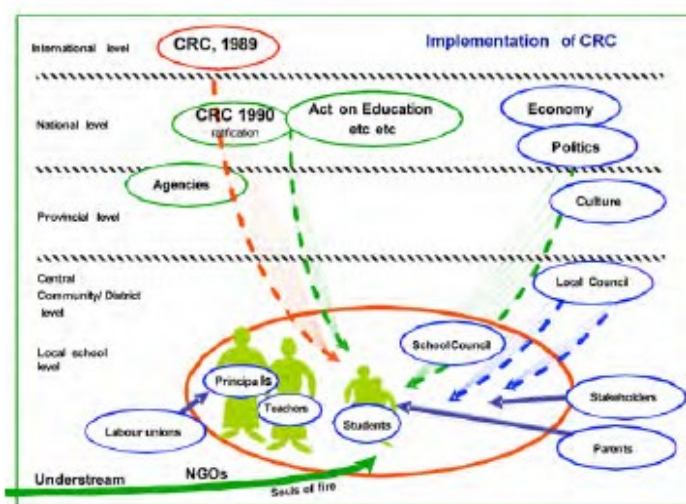 International level
CRC, 1989
Implementation of CRC
National level
CRC 1990
ratification
Act on Education
etc etc
Economy
Politics
Agencies
Provincial level
Culture
Central
Community/ District
level
Local Council
Local school
level
School Council
Principals
Teachers
Students
Stakeholders
Labour unions
Parents
Understream
NGOs
Souls of fire